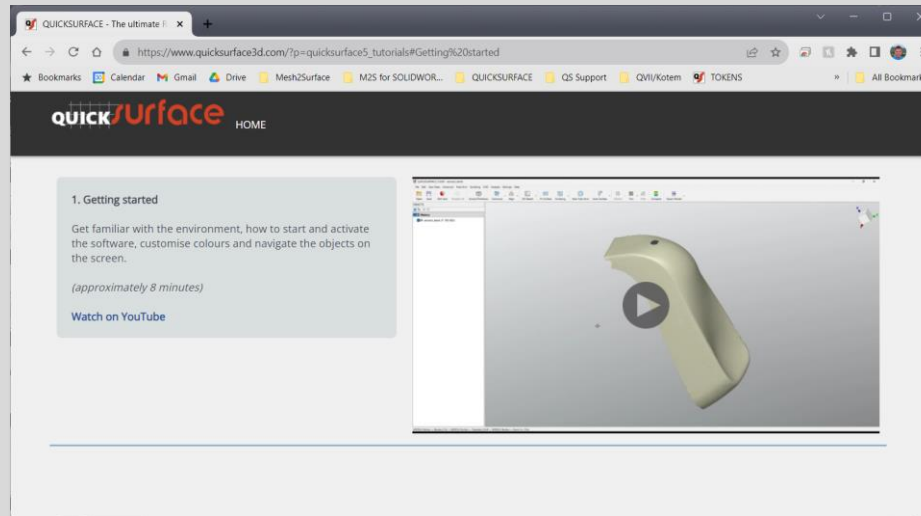 QUICKSURFACE - The ultimate
https://www.quicksurface3d.com/?p=quicksurface5_tutorials#Getting%20started
Bookmarks Calendar Gmail Drive Mesh2Surface M2S for SOLIDWOR... QUICKSURFACE QS Support QVII/Kotem TOKENS » All Bookmark
QUICKsurface HOME
1. Getting started
Get familiar with the environment, how to start and activate
the software, customise colours and navigate the objects on
the screen.
(approximately 8 minutes)
Watch on YouTube